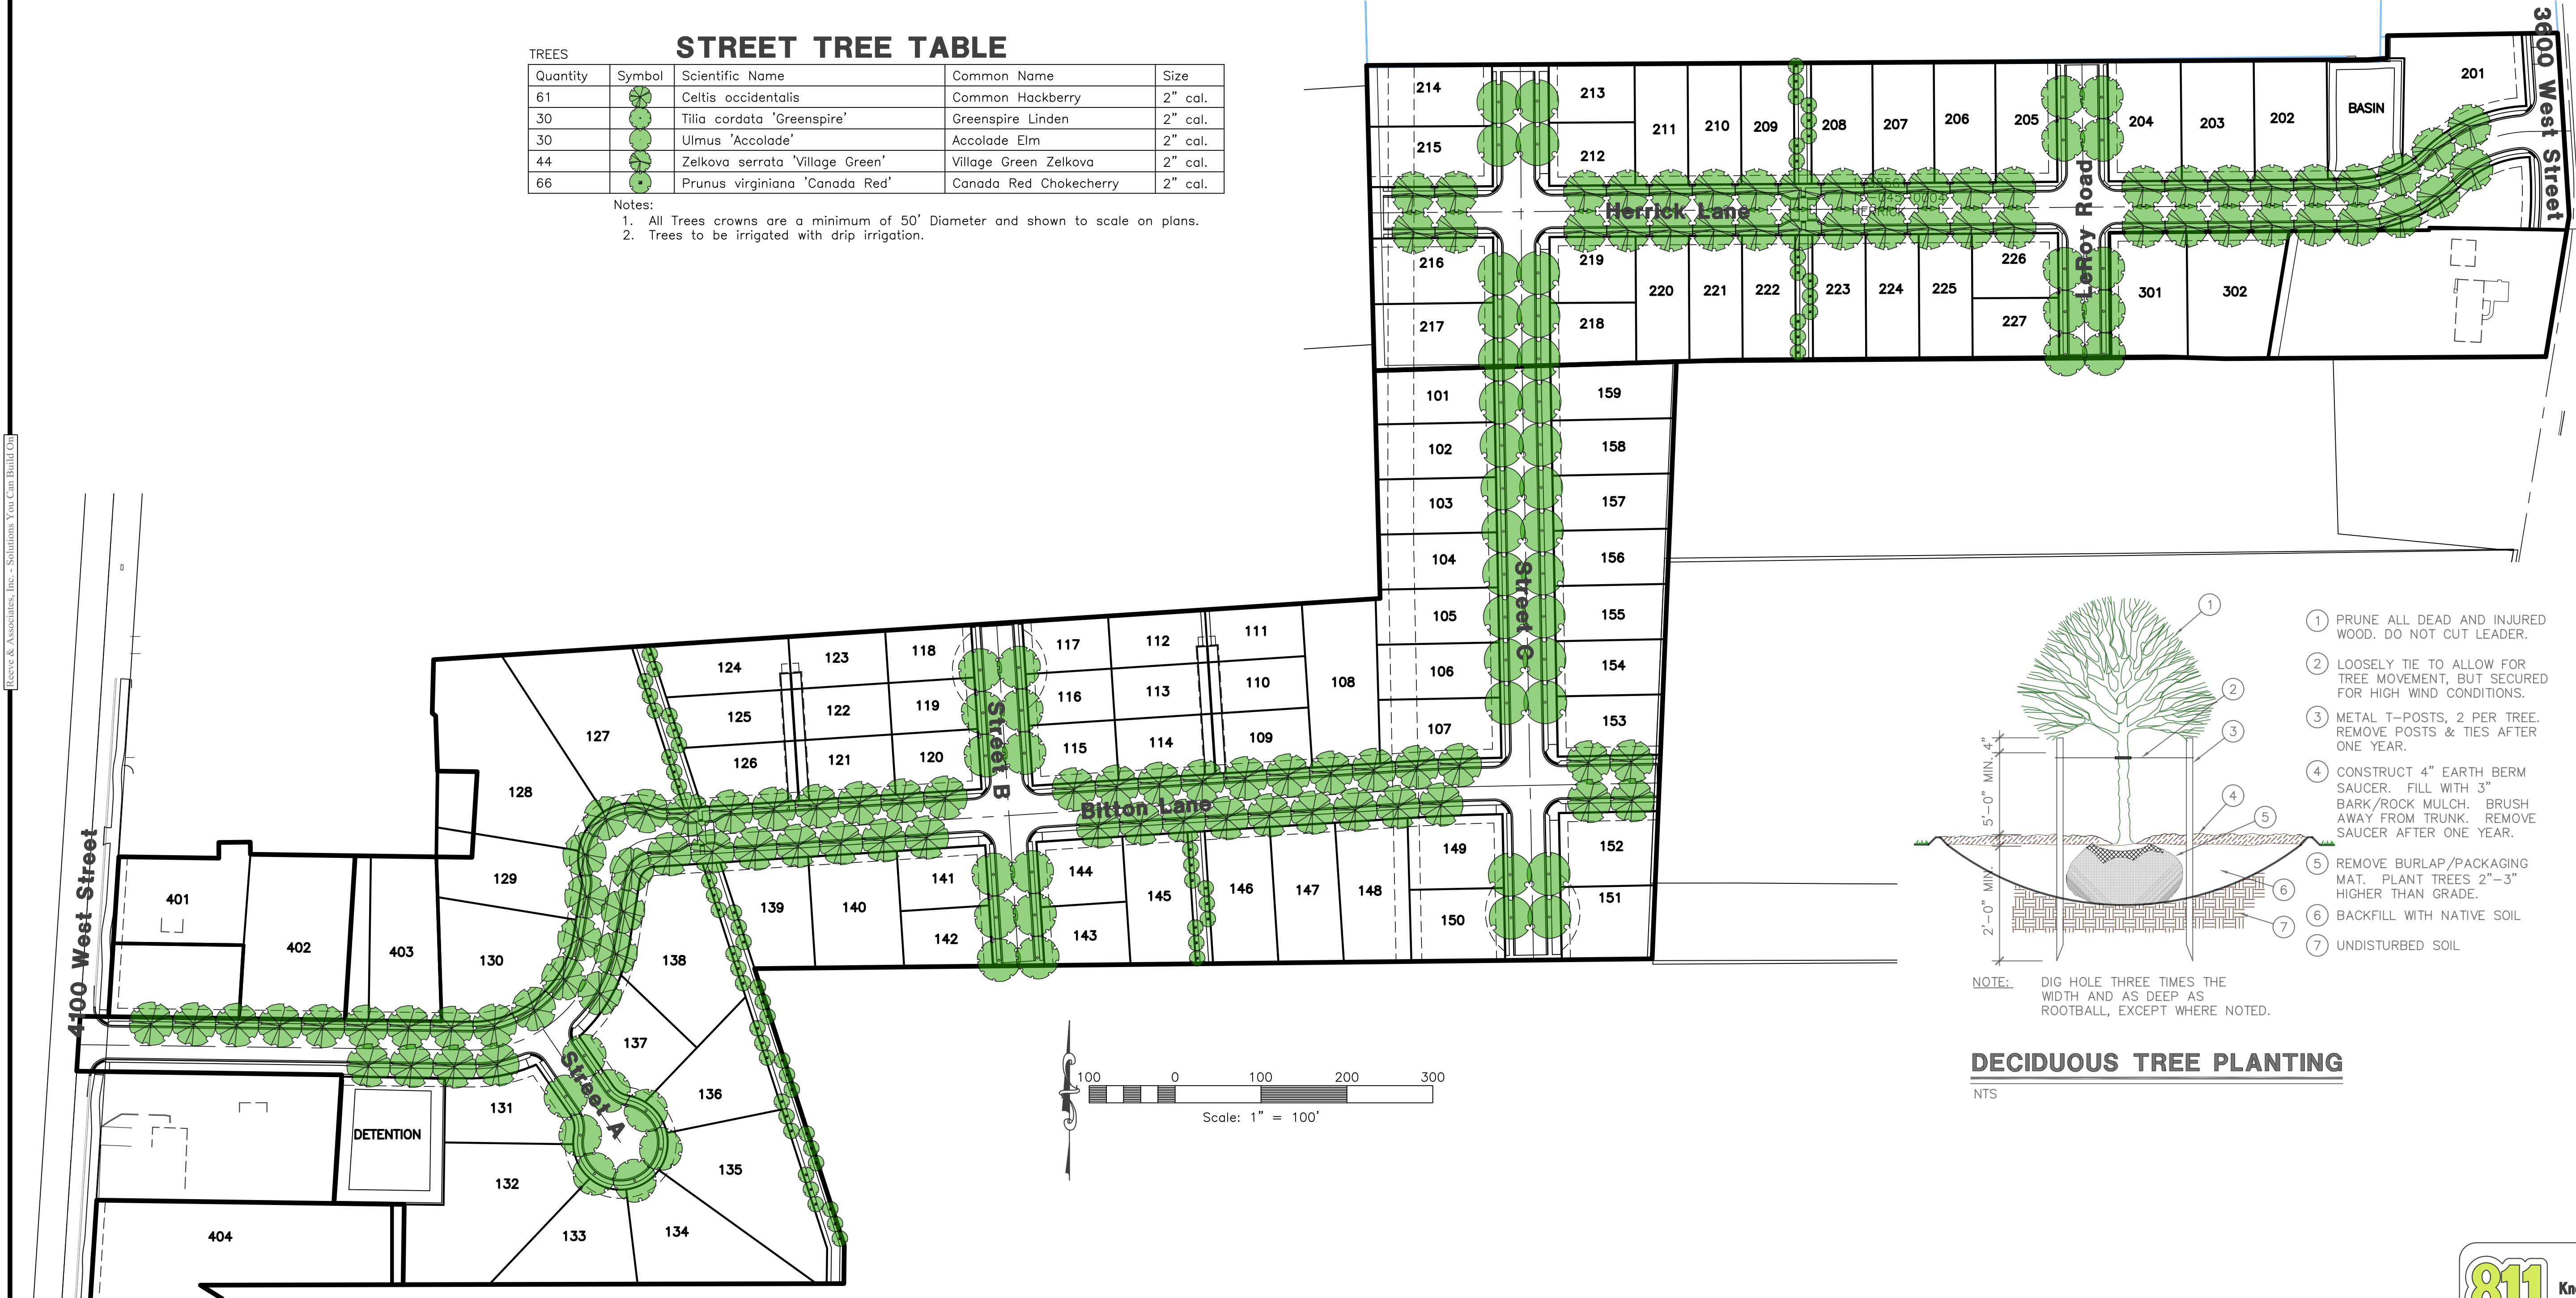 STREET TREE TABLE
TREES
Quantity Symbol Scientific Name Common Name Size
61 Celtis occidentalis Common Hackberry 2" cal.
30 Tilia cordata 'Greenspire' Greenspire Linden 2" cal.
30 Ulmus 'Accolade' Accolade Elm 2" cal.
44 Zelkova serrata 'Village Green' Village Green Zelkova 2" cal.
66 Prunus virginiana 'Canada Red' Canada Red Chokecherry 2" cal.
Notes:
1. All Trees crowns are a minimum of 50' Diameter and shown to scale on plans.
2. Trees to be irrigated with drip irrigation.
Reeve & Associates, Inc. - Solutions You Can Build On
3600 West Street
201
214
213
211
210
209
208
207
206
205
204
203
202
BASIN
215
212
Herrick Lane
HERRICK
LeRoy Road
216
219
220
221
222
223
224
225
226
301
302
217
218
227
101
159
102
158
103
157
104
156
Street C
105
155
106
154
107
153
117
112
111
116
113
110
108
115
114
109
124
123
118
125
122
119
126
121
120
Street B
Bitton Lane
127
128
129
130
4100 West Street
401
402
403
138
139
140
141
142
144
143
145
146
147
148
149
150
152
151
137
136
135
134
133
132
131
Street A
DETENTION
404
100 0 100 200 300
Scale: 1" = 100'
1 PRUNE ALL DEAD AND INJURED
WOOD. DO NOT CUT LEADER.
2 LOOSELY TIE TO ALLOW FOR
TREE MOVEMENT, BUT SECURED
FOR HIGH WIND CONDITIONS.
3 METAL T-POSTS, 2 PER TREE.
REMOVE POSTS & TIES AFTER
ONE YEAR.
4 CONSTRUCT 4" EARTH BERM
SAUCER. FILL WITH 3"
BARK/ROCK MULCH. BRUSH
AWAY FROM TRUNK. REMOVE
SAUCER AFTER ONE YEAR.
5 REMOVE BURLAP/PACKAGING
MAT. PLANT TREES 2"-3"
HIGHER THAN GRADE.
6 BACKFILL WITH NATIVE SOIL
7 UNDISTURBED SOIL
1
2
3
4
5
6
7
4"
5'-0" MIN.
2'-0" MIN.
NOTE: DIG HOLE THREE TIMES THE
WIDTH AND AS DEEP AS
ROOTBALL, EXCEPT WHERE NOTED.
DECIDUOUS TREE PLANTING
NTS
811
Kn